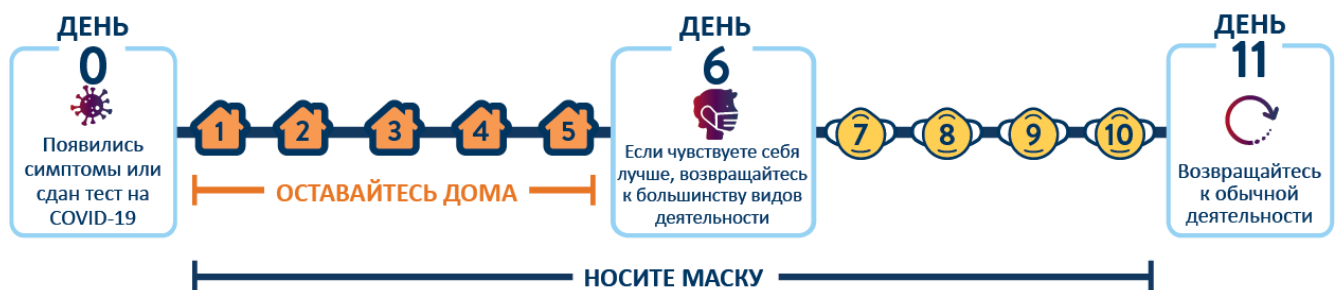 ДЕНЬ
0
Появились
симптомы или
сдан тест на
COVID-19
1
2
3
4
5
ОСТАВАЙТЕСЬ ДОМА
ДЕНЬ
6
Если чувствуете себя
лучше, возвращайтесь
к большинству видов
деятельности
7
8
9
10
ДЕНЬ
11
Возвращайтесь
к обычной
деятельности
НОСИТЕ МАСКУ